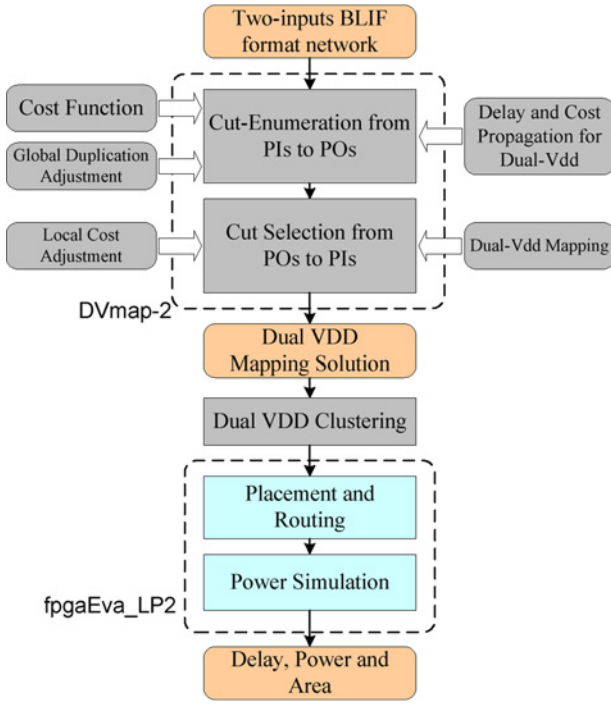 Two-inputs BLIF
format network
Cost Function
Global Duplication
Adjustment
Cut-Enumeration from
PIs to POs
Delay and Cost
Propagation for
Dual-Vdd
Local Cost
Adjustment
Cut Selection from
POs to PIs
Dual-Vdd Mapping
DVmap-2
Dual VDD
Mapping Solution
Dual VDD Clustering
Placement and
Routing
Power Simulation
fpgaEva_LP2
Delay, Power and
Area